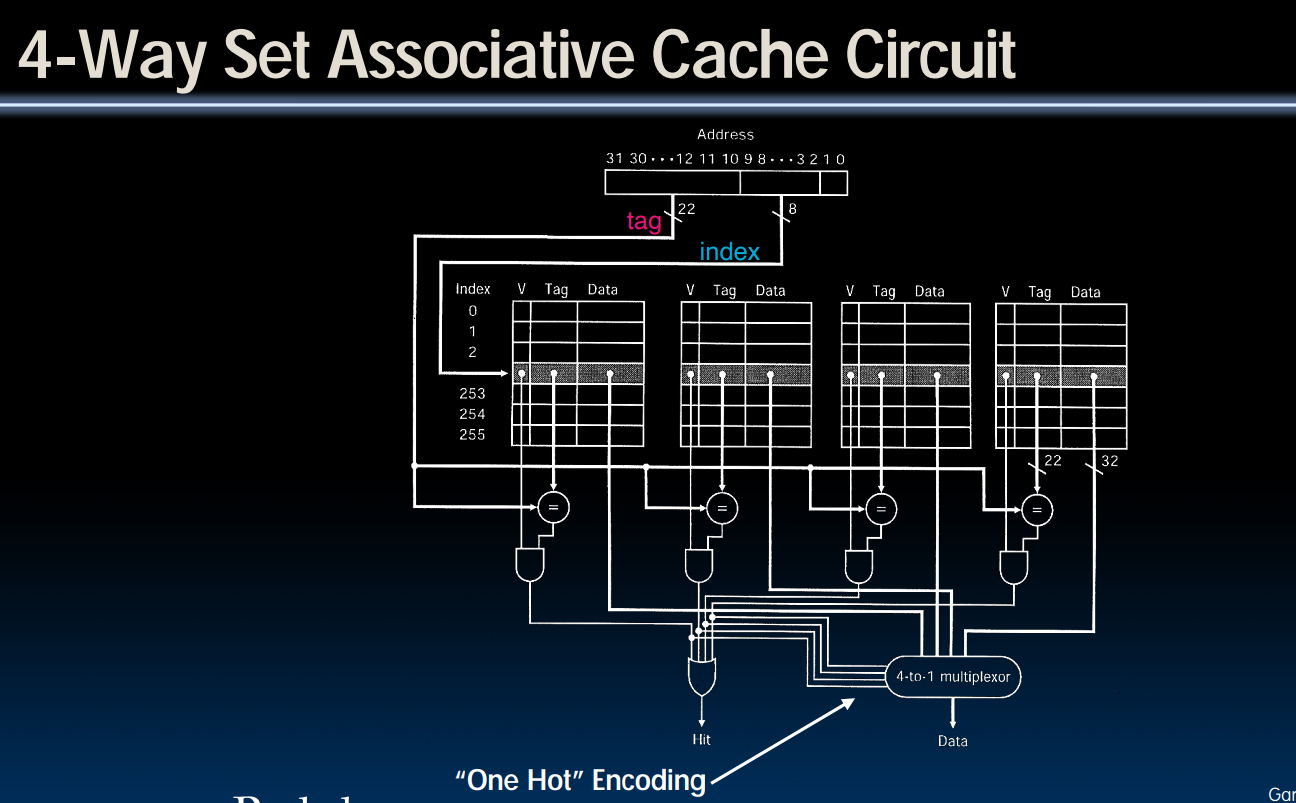 4-Way Set Associative Cache Circuit
Address
31 30 · · · 12 11 10 9 8 · · · 3 2 1 0
22
8
tag
index
Index V Tag Data V Tag Data V Tag Data V Tag Data
0
1
2
253
254
255
22
32
= = = =
4-to-1 multiplexor
Hit
Data
“One Hot” Encoding